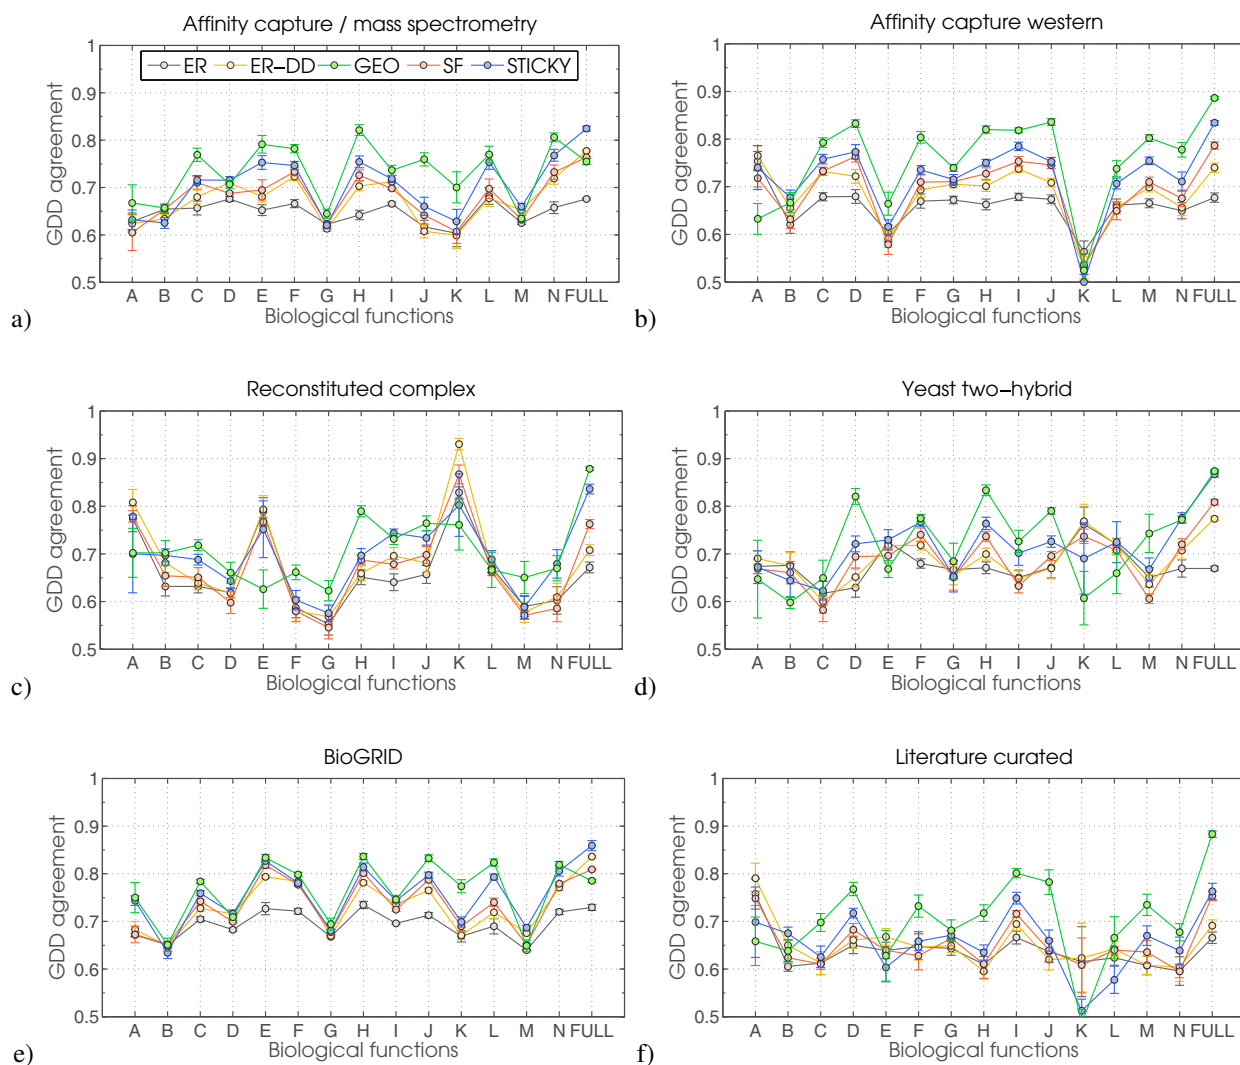 Affinity capture / mass spectrometry
1
0.9
0.8
0.7
0.6
0.5
GDD agreement
ER
ER-DD
GEO
SF
STICKY
A B C D E F G H I J K L M N FULL
Biological functions
a)
Affinity capture western
1
0.9
0.8
0.7
0.6
0.5
GDD agreement
A B C D E F G H I J K L M N FULL
Biological functions
b)
Reconstituted complex
1
0.9
0.8
0.7
0.6
0.5
GDD agreement
A B C D E F G H I J K L M N FULL
Biological functions
c)
Yeast two-hybrid
1
0.9
0.8
0.7
0.6
0.5
GDD agreement
A B C D E F G H I J K L M N FULL
Biological functions
d)
BioGRID
1
0.9
0.8
0.7
0.6
0.5
GDD agreement
A B C D E F G H I J K L M N FULL
Biological functions
e)
Literature curated
1
0.9
0.8
0.7
0.6
0.5
GDD agreement
A B C D E F G H I J K L M N FULL
Biological functions
f)